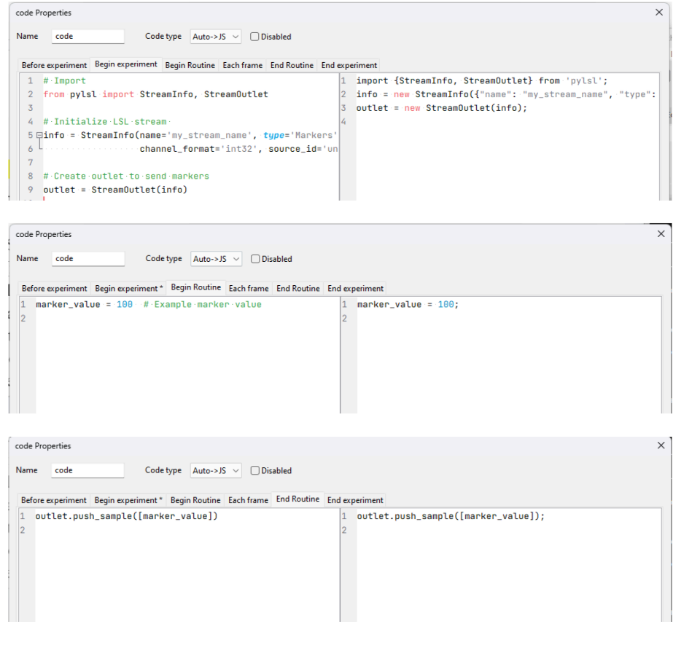 code Properties
Name code Code type Auto->JS Disabled
Before experiment Begin experiment Begin Routine Each frame End Routine End experiment
1 # Import
2 from pylsl import StreamInfo, StreamOutlet
3
4 # Initialize LSL stream
5 info = StreamInfo(name='my_stream_name', type='Markers'
6 channel_format='int32', source_id='un
7
8 # Create outlet to send markers
9 outlet = StreamOutlet(info)
1 import {StreamInfo, StreamOutlet} from 'pylsl';
2 info = new StreamInfo({"name": "my_stream_name", "type":
3 outlet = new StreamOutlet(info);
4
code Properties
Name code Code type Auto->JS Disabled
Before experiment Begin experiment * Begin Routine Each frame End Routine End experiment
1 marker_value = 100 # Example marker value
2
1 marker_value = 100;
2
code Properties
Name code Code type Auto->JS Disabled
Before experiment Begin experiment * Begin Routine Each frame End Routine End experiment
1 outlet.push_sample([marker_value])
2
1 outlet.push_sample([marker_value]);
2